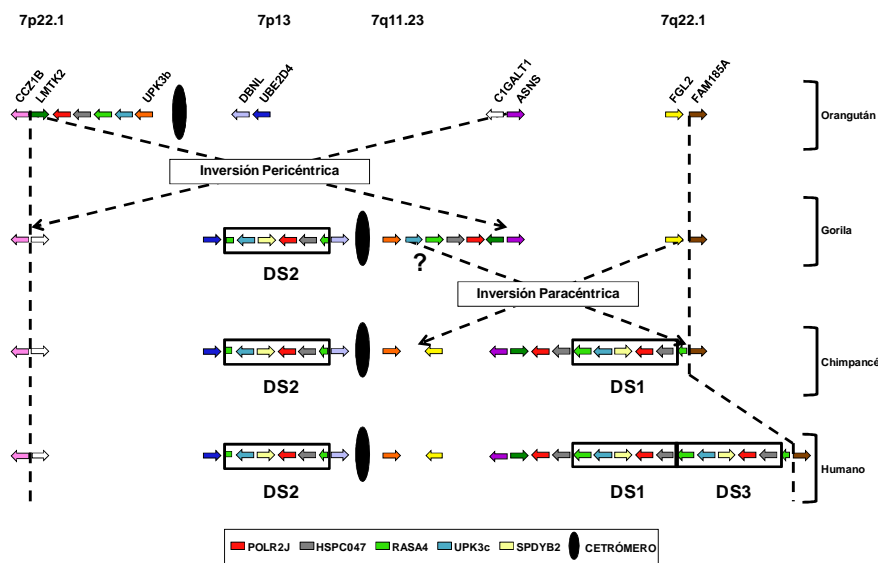 7p22.1 7p13 7q11.23 7q22.1
CCZ1B LMTK2 UPK3b DBNL UBE2D4 C1GALT1 ASNS FGL2 FAM185A
Orangután
Inversión Pericéntrica
Gorila
DS2 ?
Inversión Paracéntrica
Chimpancé
DS2 DS1
Humano
DS2 DS1 DS3
POLR2J HSPC047 RASA4 UPK3c SPDYB2 CETRÓMERO